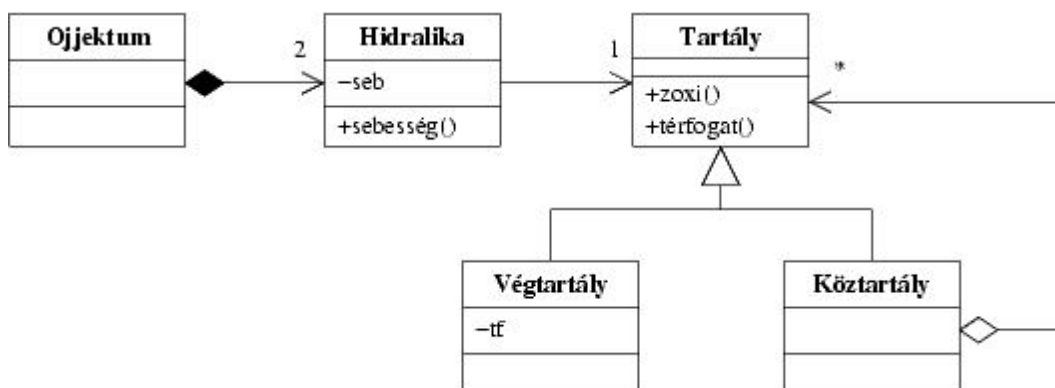 Ojjektum
2
Hidralika
−seb
+sebesség()
1
Tartály
+zoxi()
+térfogat()
*
Végtartály
−tf
Köztartály